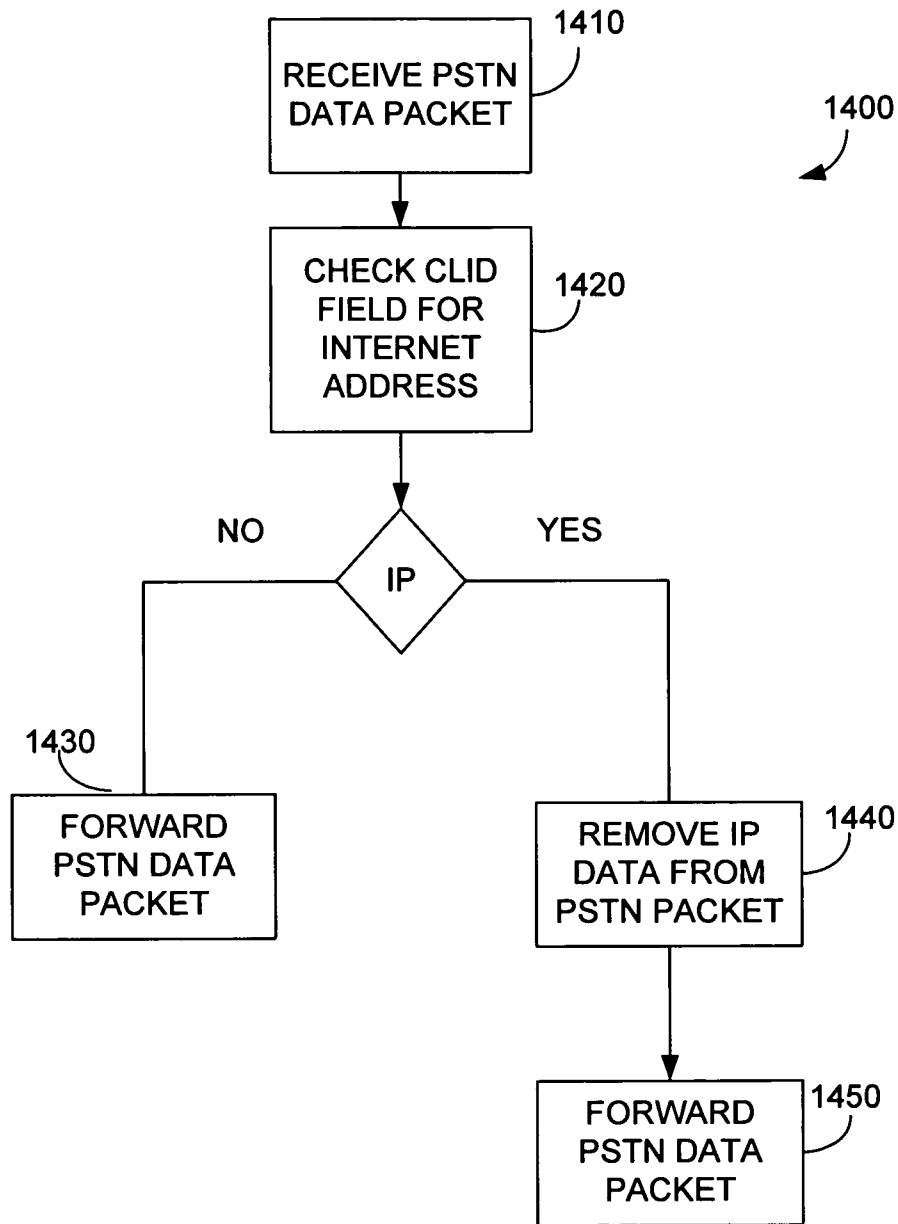 1410
RECEIVE PSTN
DATA PACKET
1400
CHECK CLID
FIELD FOR
INTERNET
ADDRESS
1420
NO
YES
IP
1430
FORWARD
PSTN DATA
PACKET
1440
REMOVE IP
DATA FROM
PSTN PACKET
1450
FORWARD
PSTN DATA
PACKET